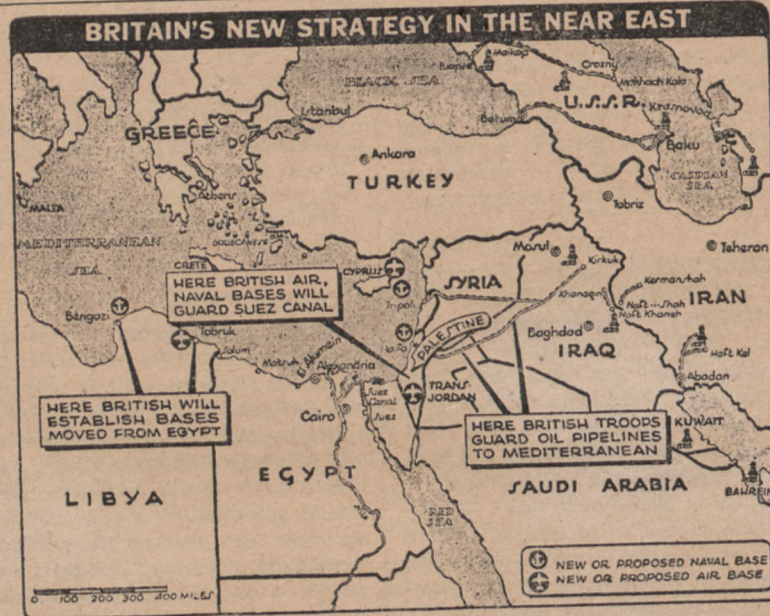 BRITAIN'S NEW STRATEGY IN THE NEAR EAST
BLACK SEA
Tuapse
Maikop
Grozny
Makhach Kala
U.S.S.R.
Krasnovod
Istanbul
Batum
Baku
CASPIAN
SEA
GREECE
Ankara
TURKEY
Athens
Tabriz
MALTA
DODECANESE
MEDITERRANEAN
SEA
CRETE
CYPRUS
Mosul
Kirkuk
Teheran
HERE BRITISH AIR,
NAVAL BASES WILL
GUARD SUEZ CANAL
SYRIA
Tripoli
Khanaqin
Kermanshah
Naft-Shah
Naft Khaneh
IRAN
Bengazi
Tobruk
Haifa
PALESTINE
Baghdad
IRAQ
Haft Kel
Abadan
Salum
Matruh
El Alamein
Alexandria
TRANS-
JORDAN
HERE BRITISH WILL
ESTABLISH BASES
MOVED FROM EGYPT
Cairo
Suez
Canal
Suez
HERE BRITISH TROOPS
GUARD OIL PIPELINES
TO MEDITERRANEAN
KUWAIT
BAHREIN
LIBYA
EGYPT
SAUDI ARABIA
RED
SEA
NEW OR PROPOSED NAVAL BASE
NEW OR PROPOSED AIR BASE
0 100 200 300 400 MILES